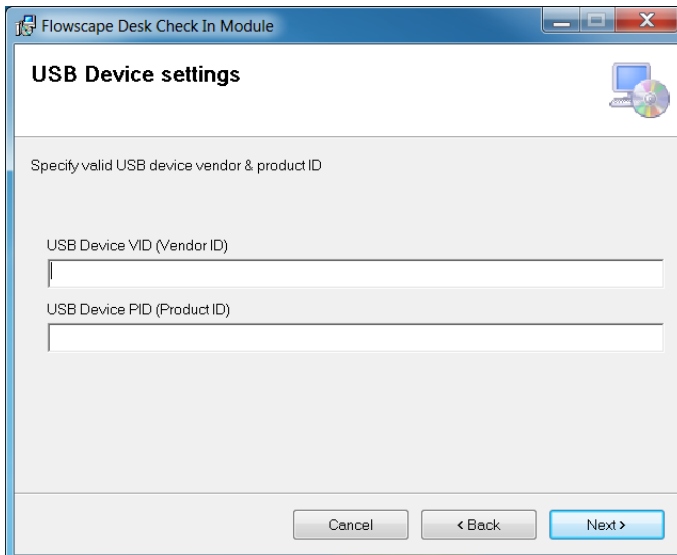 Flowscape Desk Check In Module
USB Device settings
Specify valid USB device vendor & product ID
USB Device VID (Vendor ID)
USB Device PID (Product ID)
Cancel
< Back
Next >